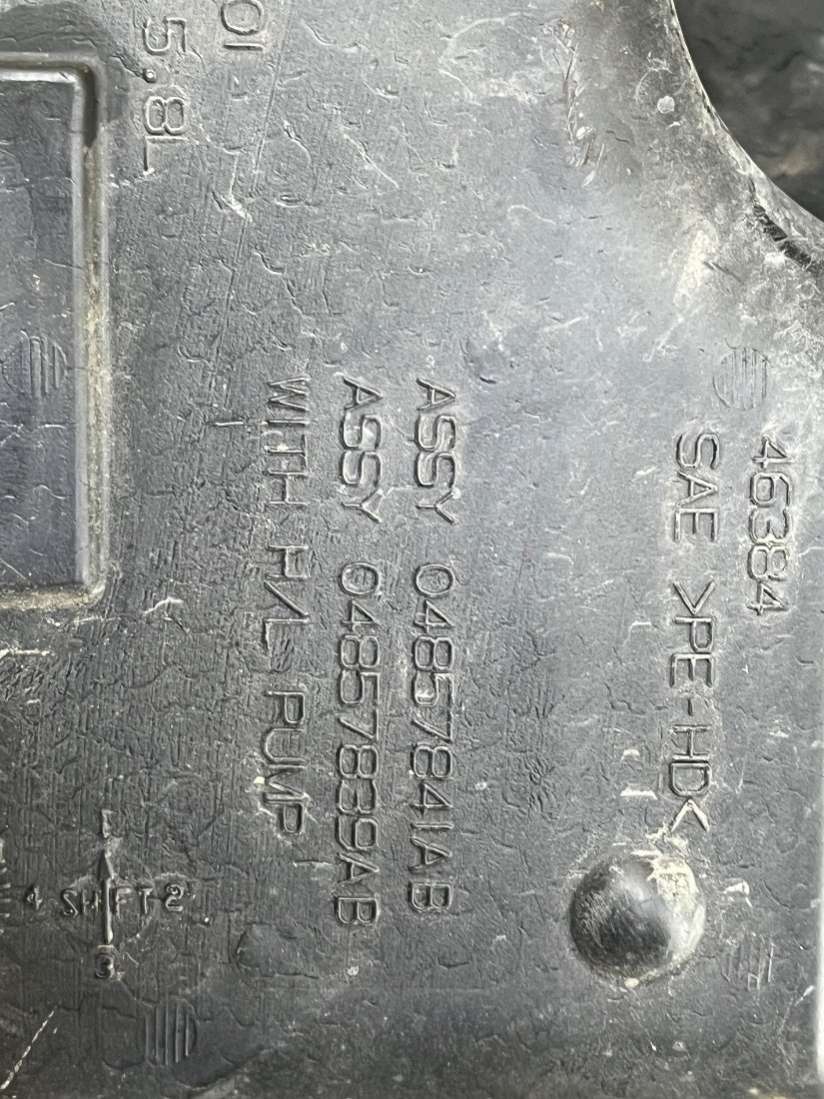 46384
SAE >PE-HD<
ASSY 04857841AB
ASSY 04857839AB
WITH H/L PUMP
01
5.8L
1
4 SHIFT 2
3